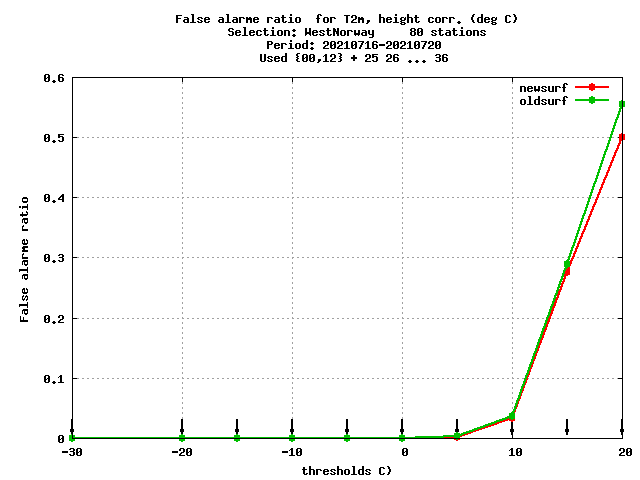 False alarme ratio  for T2m, height corr. (deg C)
Selection: WestNorway     80 stations
Period: 20210716-20210720
Used {00,12} + 25 26 ... 36
newsurf
oldsurf
0.6
0.5
0.4
0.3
0.2
0.1
0
False alarme ratio
-30 -20 -10 0 10 20
thresholds C)